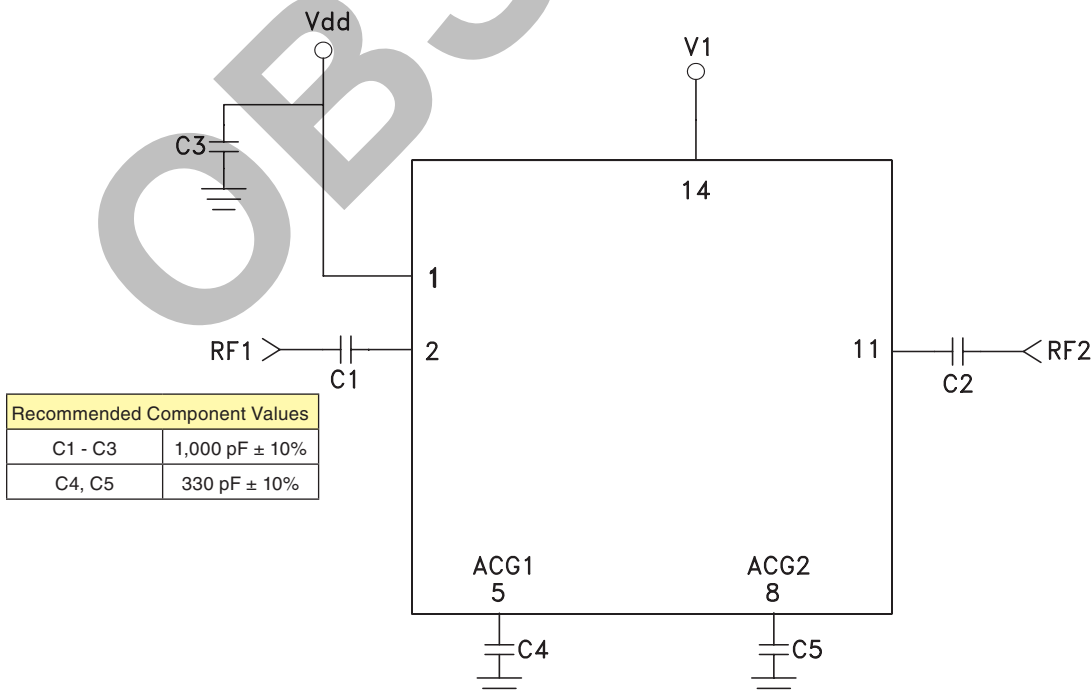 Vdd
V1
C3
14
1
RF1
2
11
RF2
C1
C2
Recommended Component Values
C1 - C3 1,000 pF ± 10%
C4, C5 330 pF ± 10%
ACG1
5
ACG2
8
C4
C5